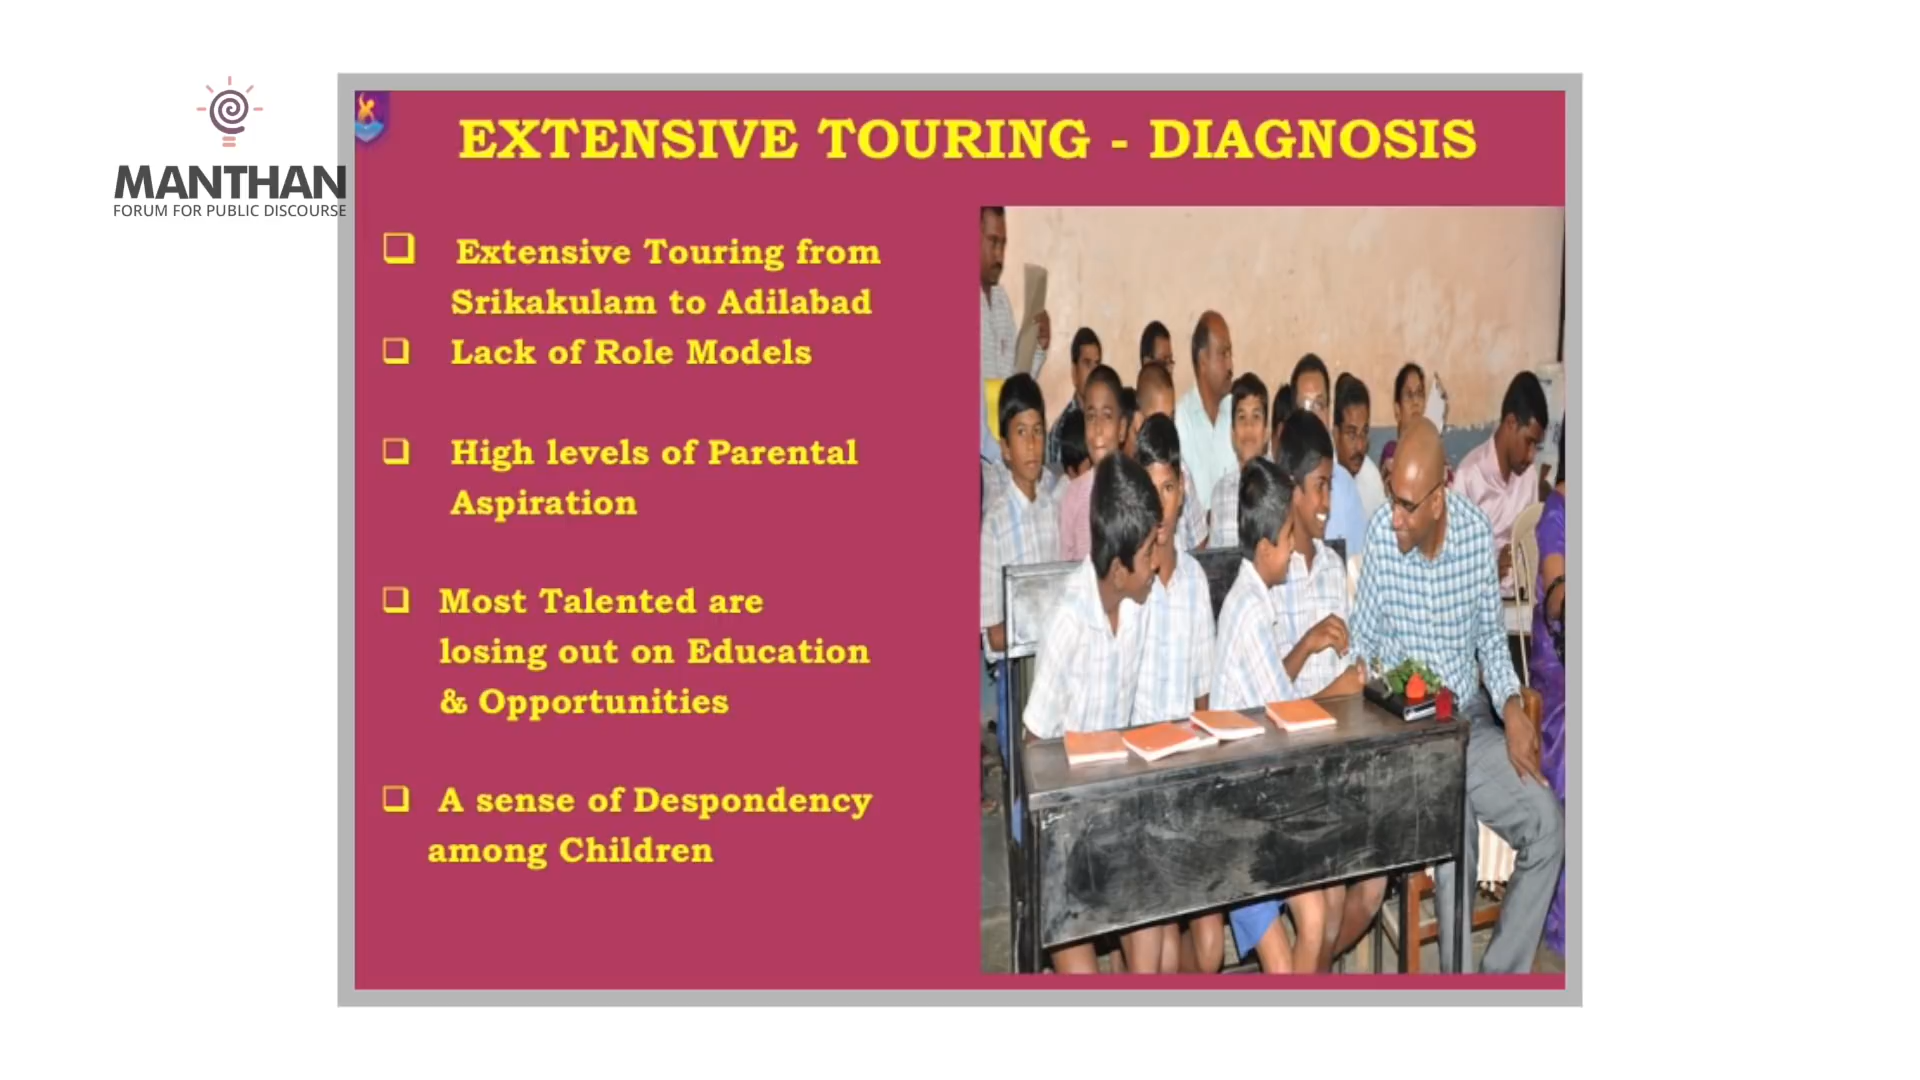 MANTHAN
FORUM FOR PUBLIC DISCOURSE
EXTENSIVE TOURING - DIAGNOSIS
❑ Extensive Touring from
Srikakulam to Adilabad
❑ Lack of Role Models
❑ High levels of Parental
Aspiration
❑ Most Talented are
losing out on Education
& Opportunities
❑ A sense of Despondency
among Children